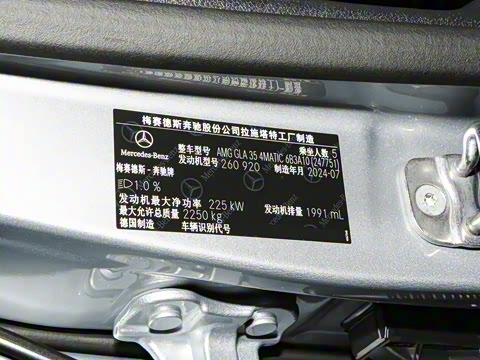 梅赛德斯奔驰股份公司拉施塔特工厂制造
Mercedes-Benz
整车型号 AMG GLA 35 4MATIC 6B3A10 (247751)
乘坐人数 5
发动机型号 260 920
制造年月 2024-07
梅赛德斯-奔驰牌
1.0 %
发动机最大净功率 225 kW
发动机排量 1991 mL
最大允许总质量 2250 kg
德国制造
车辆识别代号